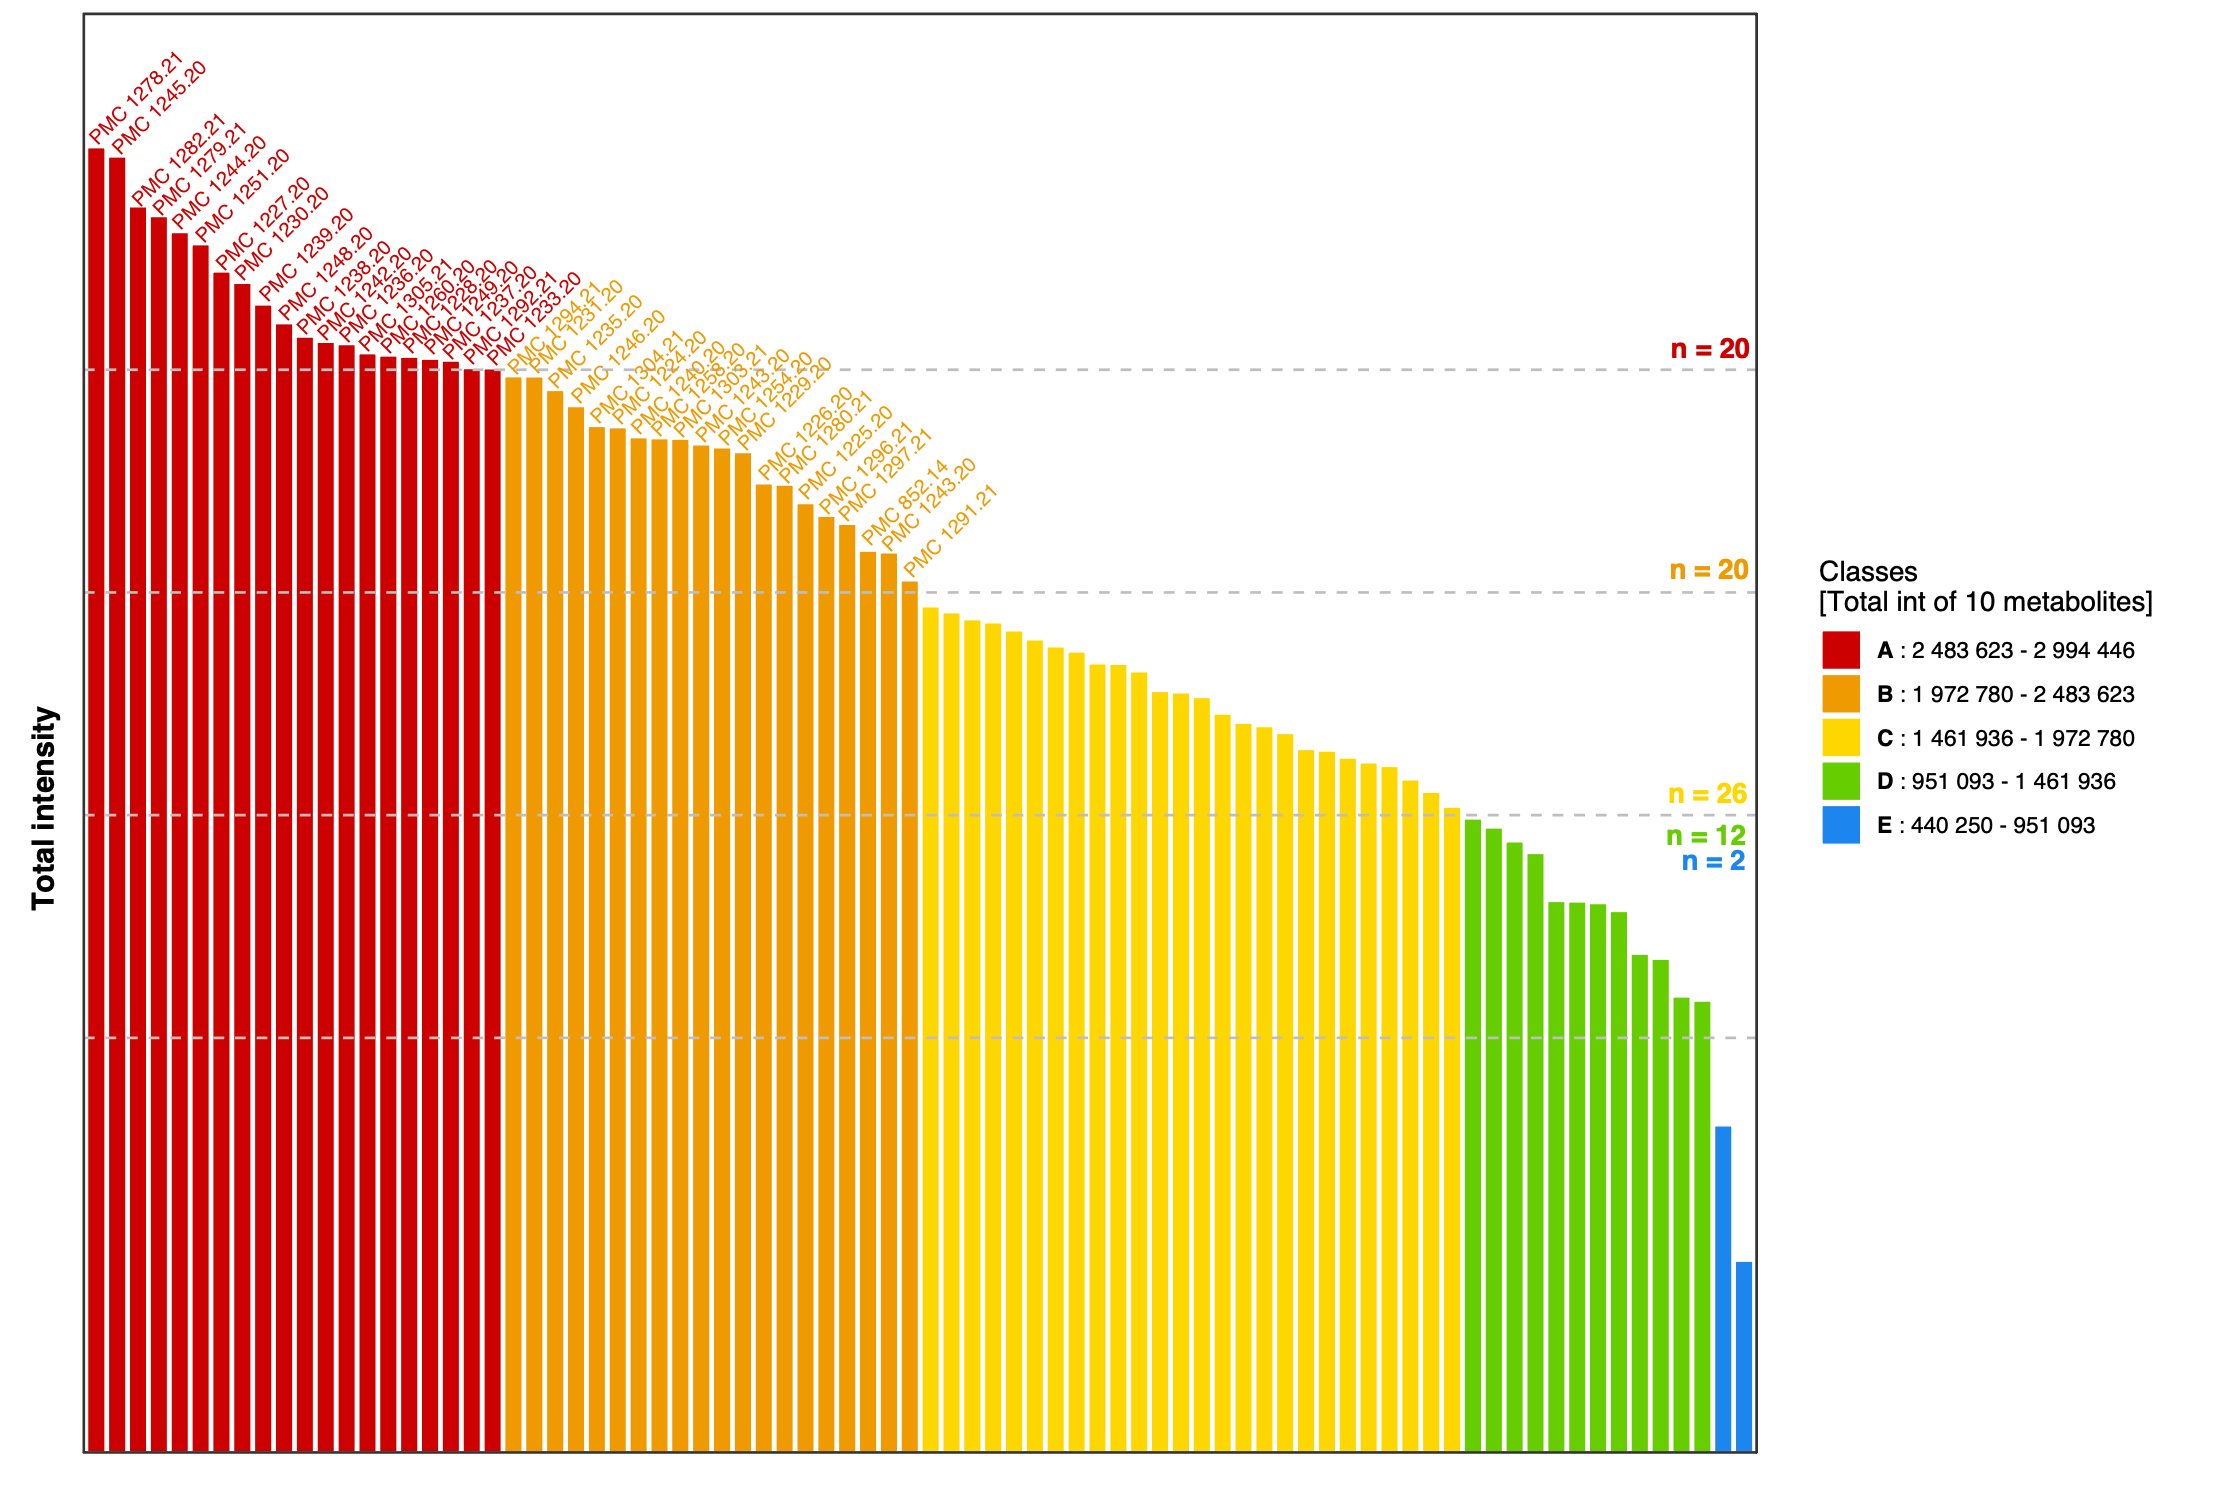 PMC 1278.21
PMC 1245.20
PMC 1282.21
PMC 1279.21
PMC 1244.20
PMC 1251.20
PMC 1227.20
PMC 1230.20
PMC 1239.20
PMC 1248.20
PMC 1238.20
PMC 1242.20
PMC 1236.20
PMC 1305.21
PMC 1260.20
PMC 1228.20
PMC 1249.20
PMC 1237.20
PMC 1292.21
PMC 1233.20
PMC 1294.21
PMC 1231.20
PMC 1235.20
PMC 1246.20
PMC 1304.21
PMC 1224.20
PMC 1240.20
PMC 1258.20
PMC 1303.21
PMC 1243.20
PMC 1254.20
PMC 1229.20
PMC 1226.20
PMC 1280.21
PMC 1225.20
PMC 1296.21
PMC 1297.21
PMC 852.14
PMC 1243.20
PMC 1291.21
n = 20
n = 20
n = 26
n = 12
n = 2
Total intensity
Classes
[Total int of 10 metabolites]
A : 2 483 623 - 2 994 446
B : 1 972 780 - 2 483 623
C : 1 461 936 - 1 972 780
D : 951 093 - 1 461 936
E : 440 250 - 951 093